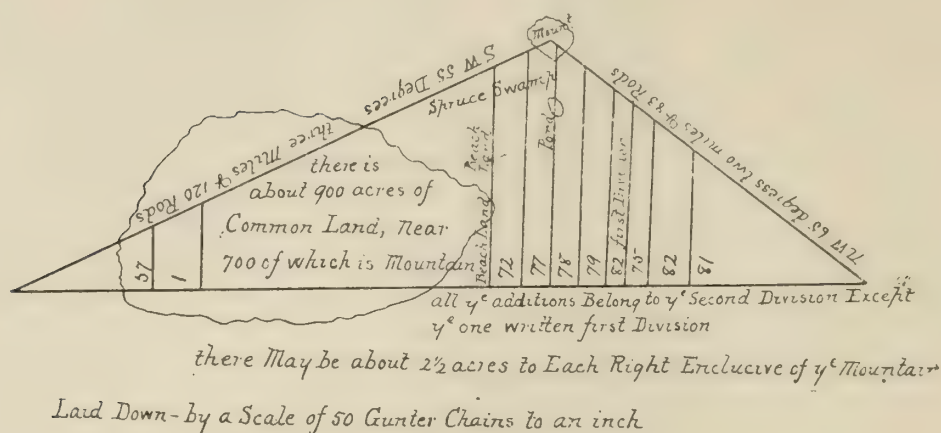 Mount
SW 55 Degrees
three Miles & 120 Rods
Spruce Swamp
Pond
NW 65 degress two miles & 83 Rods
there is
about 900 acres of
Common Land, Near
700 of which is Mountain
Beach Land
Beach Land
57
1
72
77
78
79
82
first Division
75
82
81
all yᵉ additions Belong to yᵉ Second Division Except
yᵉ one written first Division
there May be about 2½ acres to Each Right Enclucive of yᵉ Mountain
Laid Down - by a Scale of 50 Gunter Chains to an inch